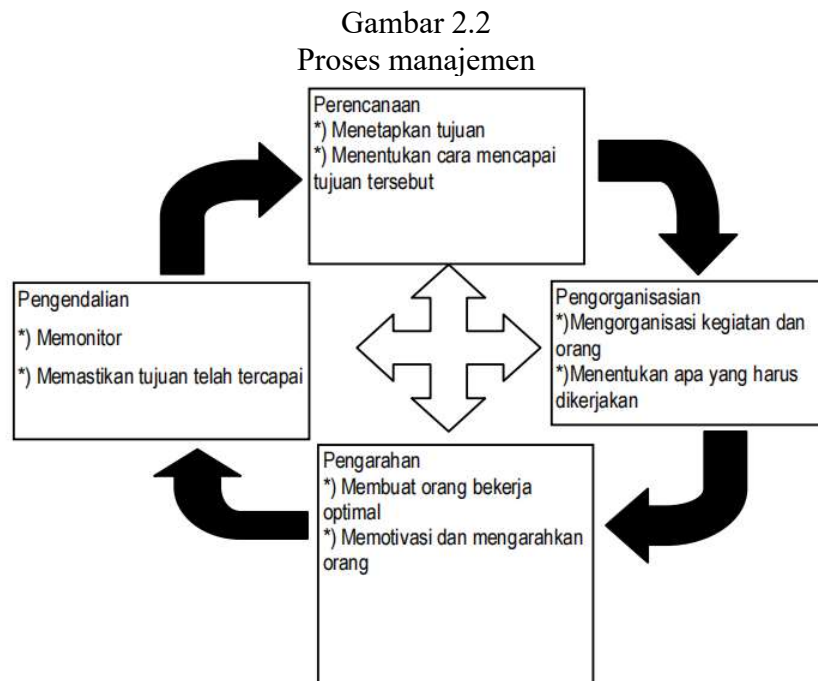 Gambar 2.2
Proses manajemen
Perencanaan
*) Menetapkan tujuan
*) Menentukan cara mencapai
tujuan tersebut
Pengorganisasian
*)Mengorganisasi kegiatan dan
orang
*)Menentukan apa yang harus
dikerjakan
Pengarahan
*) Membuat orang bekerja
optimal
*) Memotivasi dan mengarahkan
orang
Pengendalian
*) Memonitor
*) Memastikan tujuan telah tercapai